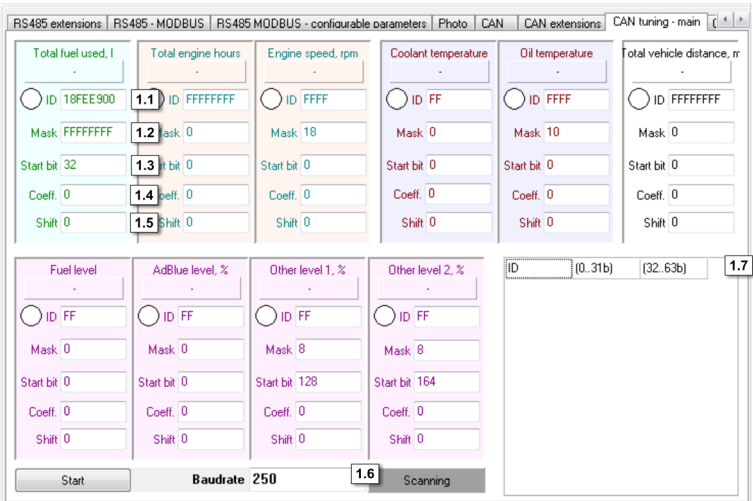 RS485 extensions RS485 - MODBUS RS485 MODBUS - configurable parameters Photo CAN CAN extensions CAN tuning - main
Total fuel used, l Total engine hours Engine speed, rpm Coolant temperature Oil temperature Total vehicle distance, m
- - - - - -
ID 18FEE900 1.1 ID FFFFFFFF ID FFFF ID FF ID FFFF ID FFFFFFFF
Mask FFFFFFFF 1.2 Mask 0 Mask 18 Mask 0 Mask 10 Mask 0
Start bit 32 1.3 rt bit 0 Start bit 0 Start bit 0 Start bit 0 Start bit 0
Coeff. 0 1.4 oeff. 0 Coeff. 0 Coeff. 0 Coeff. 0 Coeff. 0
Shift 0 1.5 Shift 0 Shift 0 Shift 0 Shift 0 Shift 0
Fuel level AdBlue level, % Other level 1, % Other level 2, % ID (0..31b) (32..63b) 1.7
- - - -
ID FF ID FF ID FF ID FF
Mask 0 Mask 0 Mask 8 Mask 8
Start bit 0 Start bit 0 Start bit 128 Start bit 164
Coeff. 0 Coeff. 0 Coeff. 0 Coeff. 0
Shift 0 Shift 0 Shift 0 Shift 0
Start Baudrate 250 1.6 Scanning